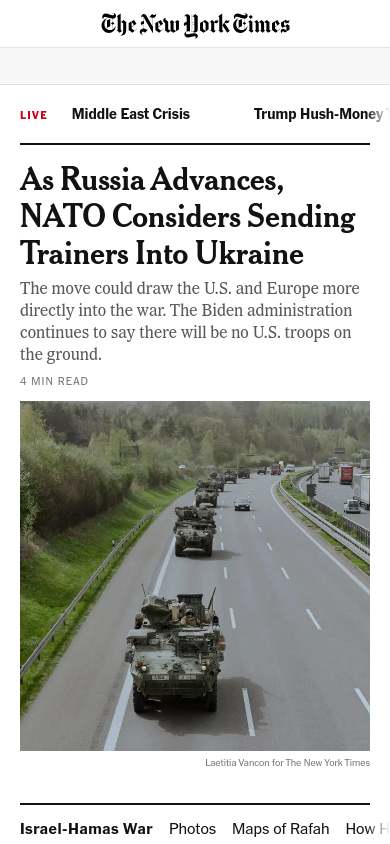 The New York Times
LIVE Middle East Crisis Trump Hush-Money
As Russia Advances,
NATO Considers Sending
Trainers Into Ukraine
The move could draw the U.S. and Europe more
directly into the war. The Biden administration
continues to say there will be no U.S. troops on
the ground.
4 MIN READ
Laetitia Vancon for The New York Times
Israel-Hamas War Photos Maps of Rafah How